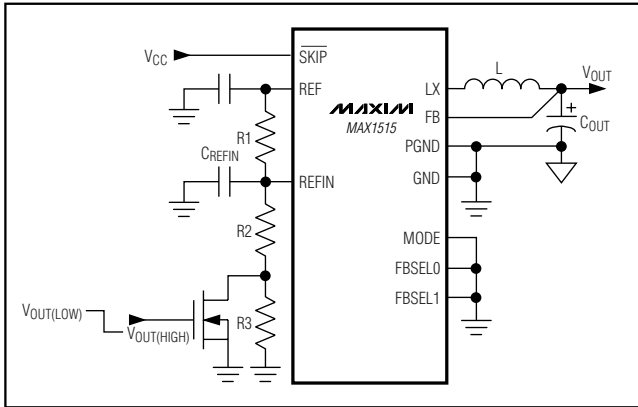 VCC
SKIP
REF
R1
CREFIN
REFIN
R2
R3
VOUT(LOW)
VOUT(HIGH)
MAXIM
MAX1515
LX
FB
PGND
GND
MODE
FBSEL0
FBSEL1
L
VOUT
+
COUT